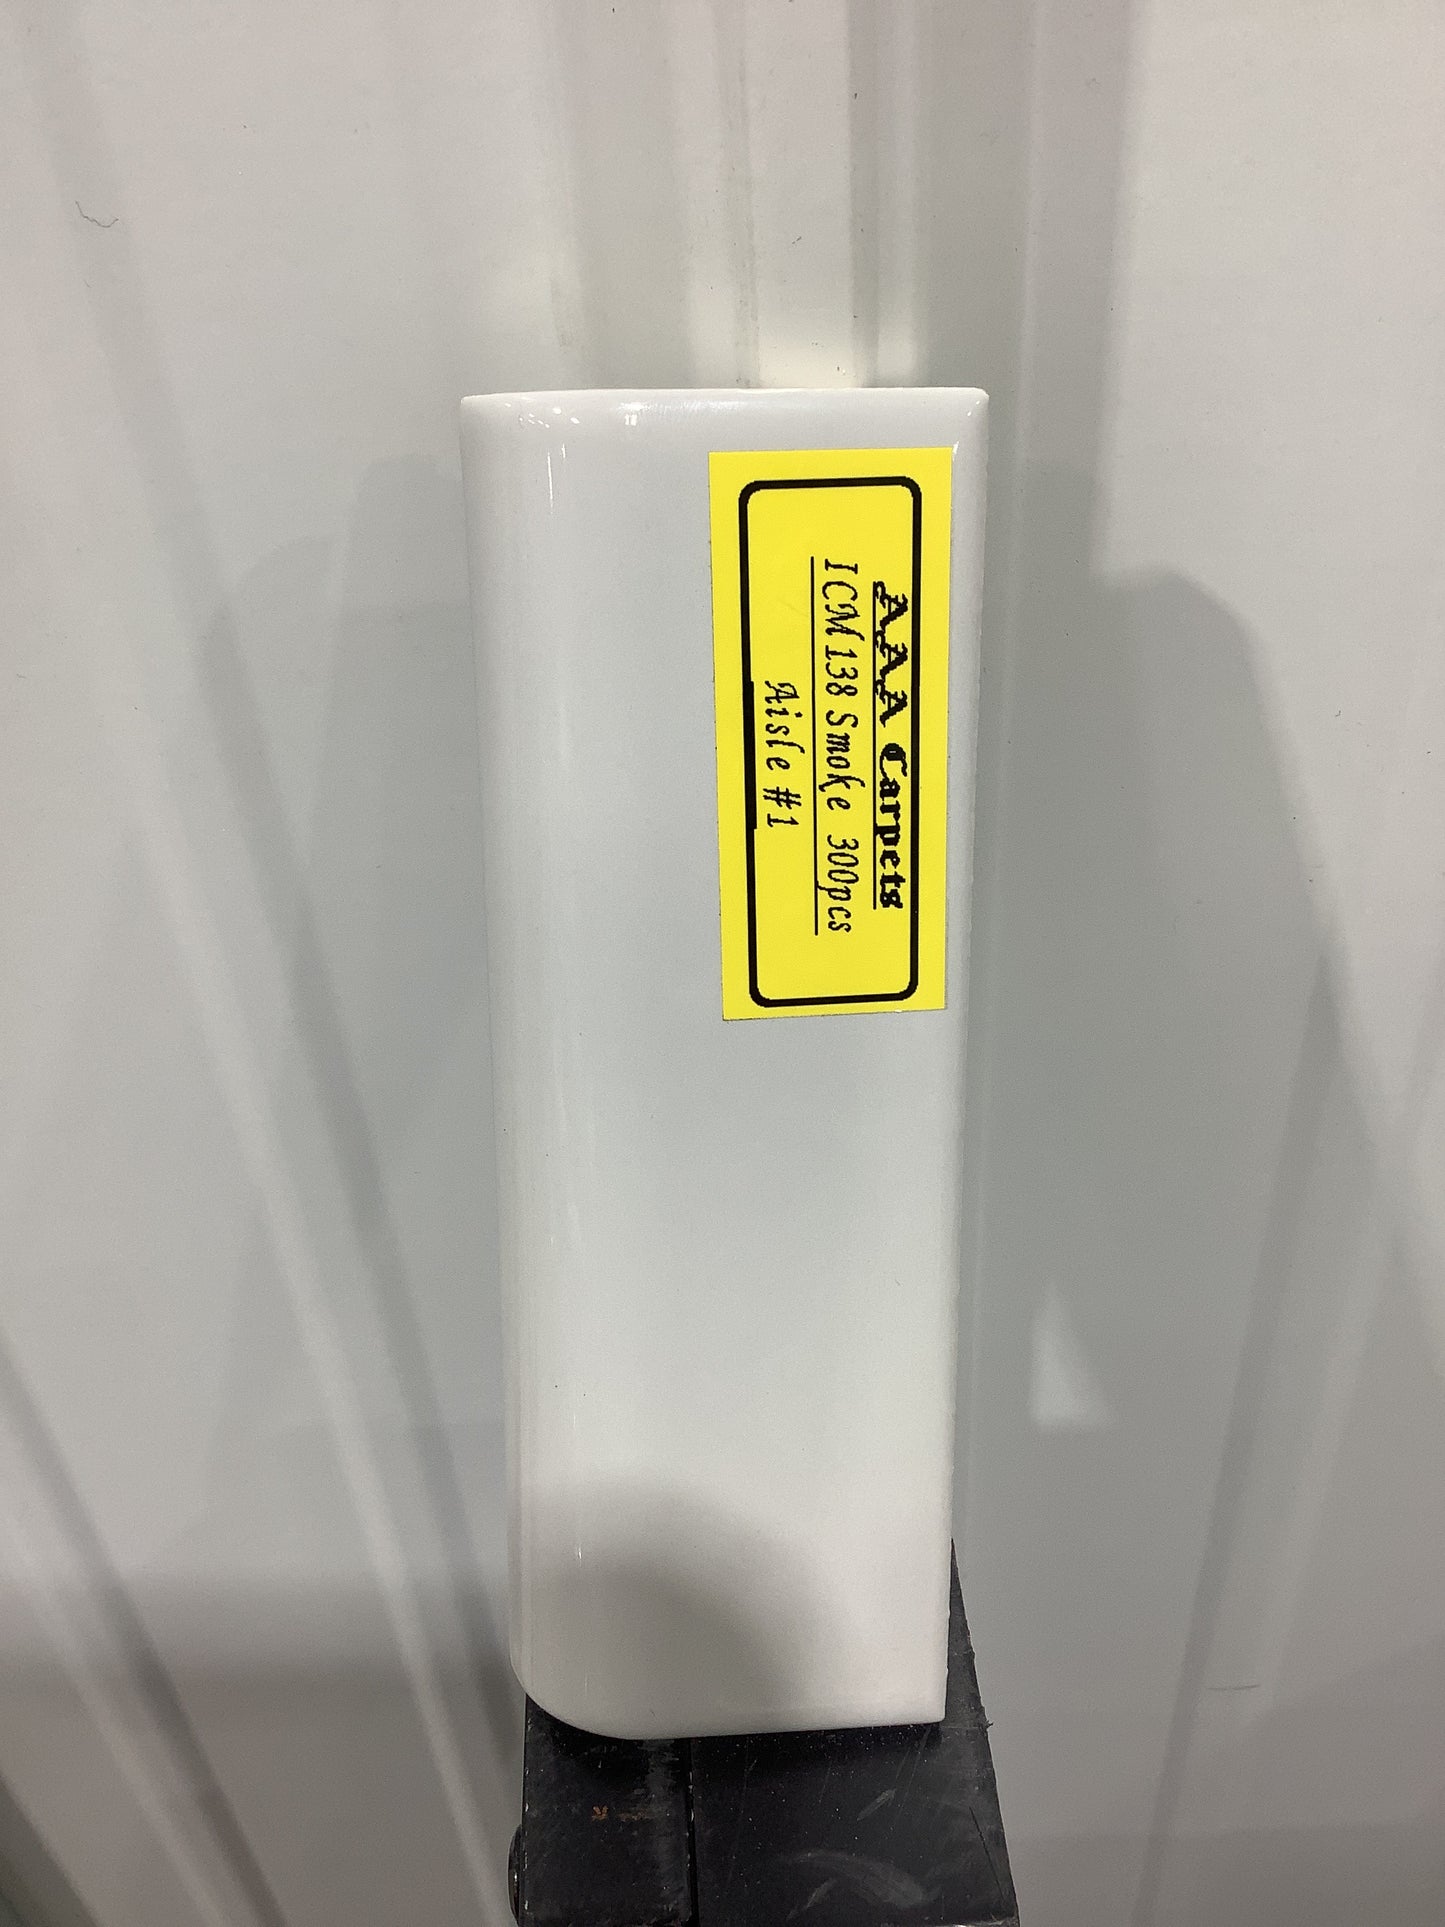 AAA Carpets
ICM138 Smoke 300pcs
Aisle #1